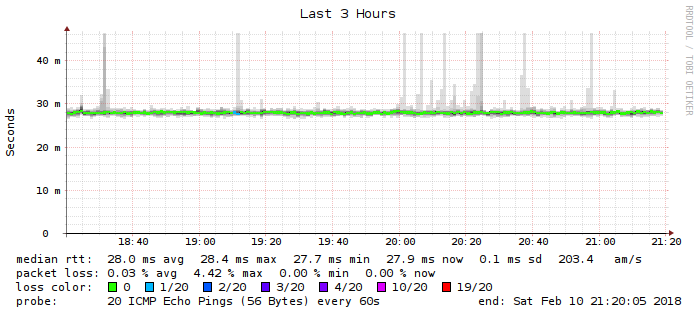 Last 3 Hours
RRDTOOL / TOBI OETIKER
Seconds
40 m
30 m
20 m
10 m
0
18:40 19:00 19:20 19:40 20:00 20:20 20:40 21:00 21:20
median rtt: 28.0 ms avg 28.4 ms max 27.7 ms min 27.9 ms now 0.1 ms sd 203.4 am/s
packet loss: 0.03 % avg 4.42 % max 0.00 % min 0.00 % now
loss color: 0 1/20 2/20 3/20 4/20 10/20 19/20
probe: 20 ICMP Echo Pings (56 Bytes) every 60s end: Sat Feb 10 21:20:05 2018